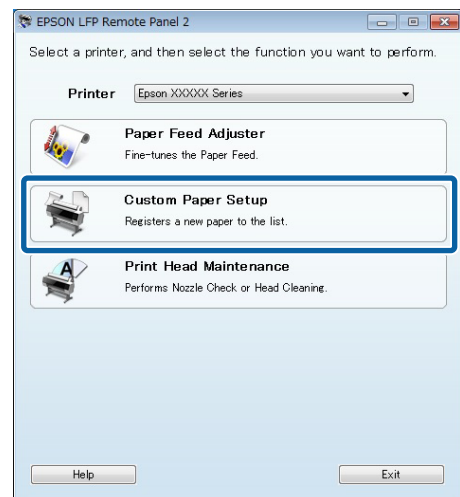 EPSON LFP Remote Panel 2
Select a printer, and then select the function you want to perform.
Printer Epson XXXXX Series
Paper Feed Adjuster
Fine-tunes the Paper Feed.
Custom Paper Setup
Registers a new paper to the list.
A
Print Head Maintenance
Performs Nozzle Check or Head Cleaning.
Help Exit